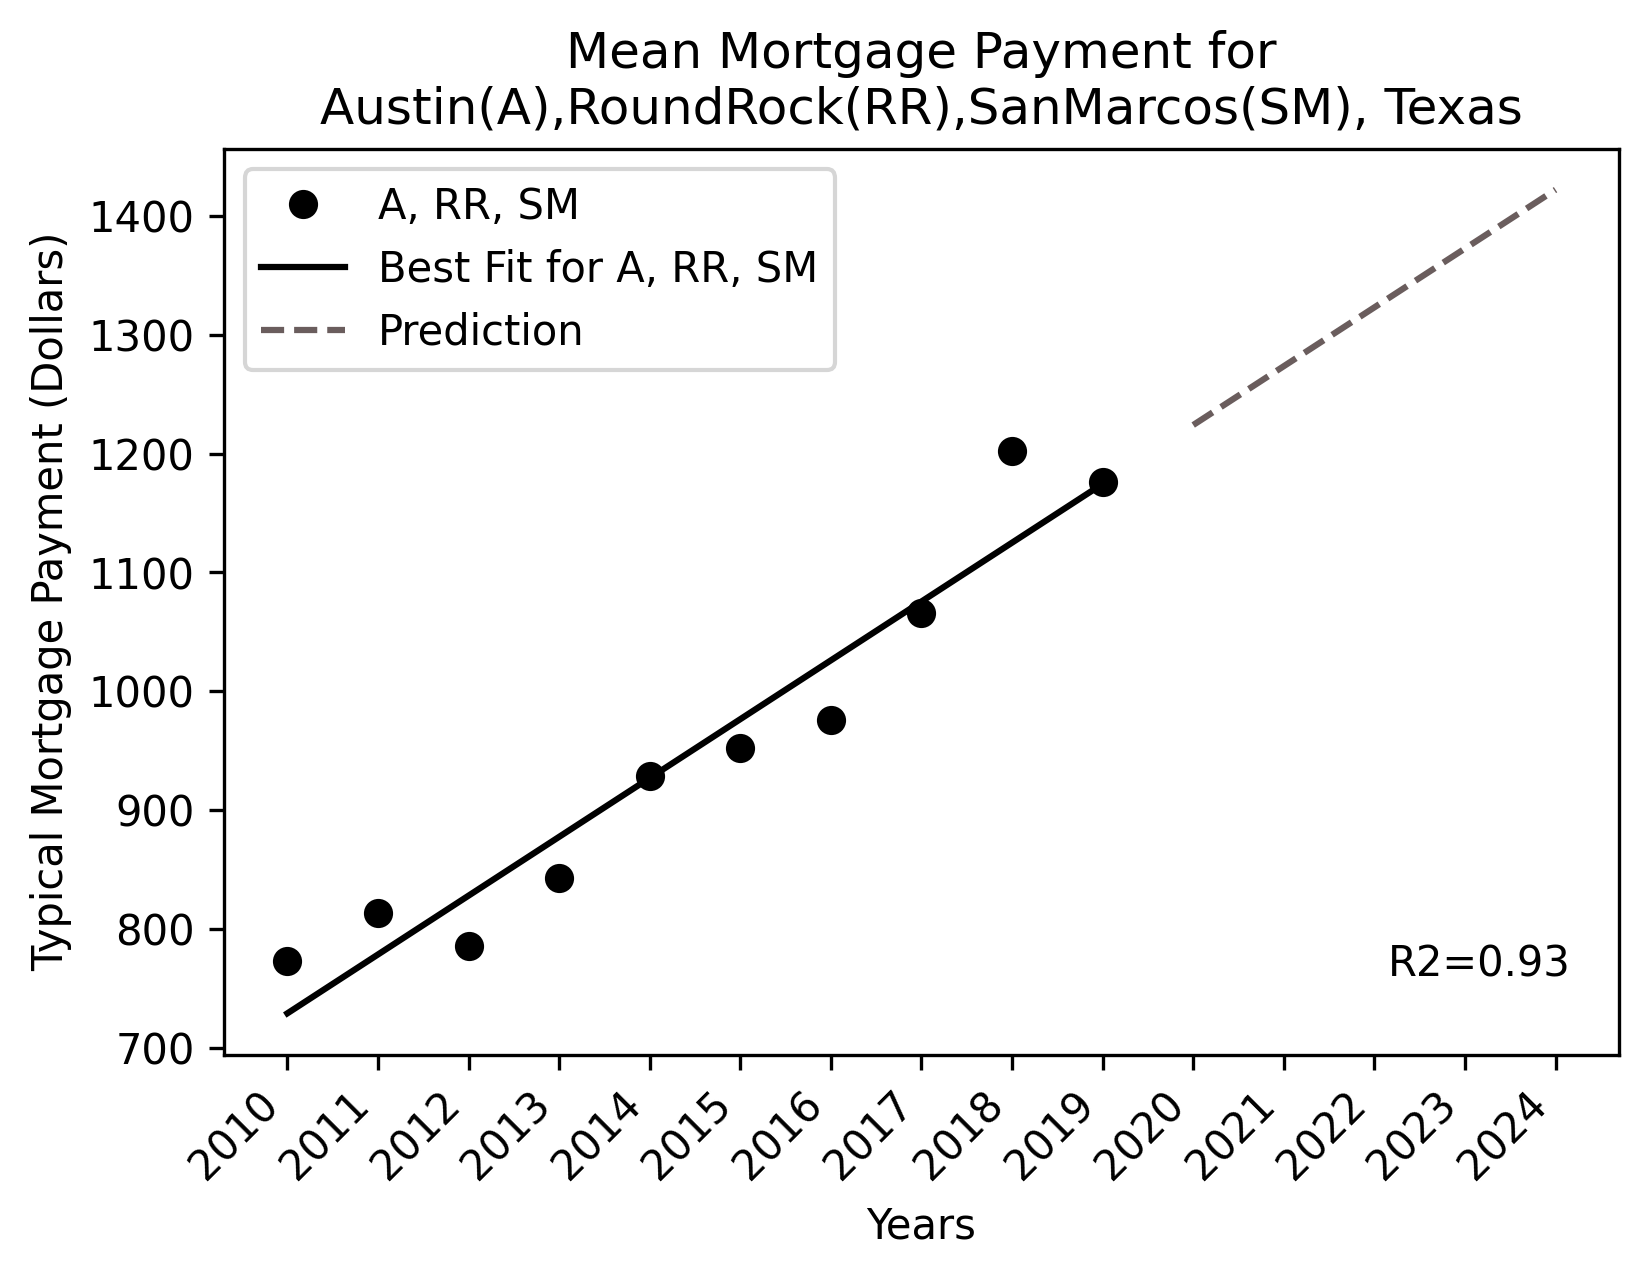 Mean Mortgage Payment for
Austin(A),RoundRock(RR),SanMarcos(SM), Texas
A, RR, SM
Best Fit for A, RR, SM
Prediction
Typical Mortgage Payment (Dollars)
1400
1300
1200
1100
1000
900
800
700
R2=0.93
2010
2011
2012
2013
2014
2015
2016
2017
2018
2019
2020
2021
2022
2023
2024
Years